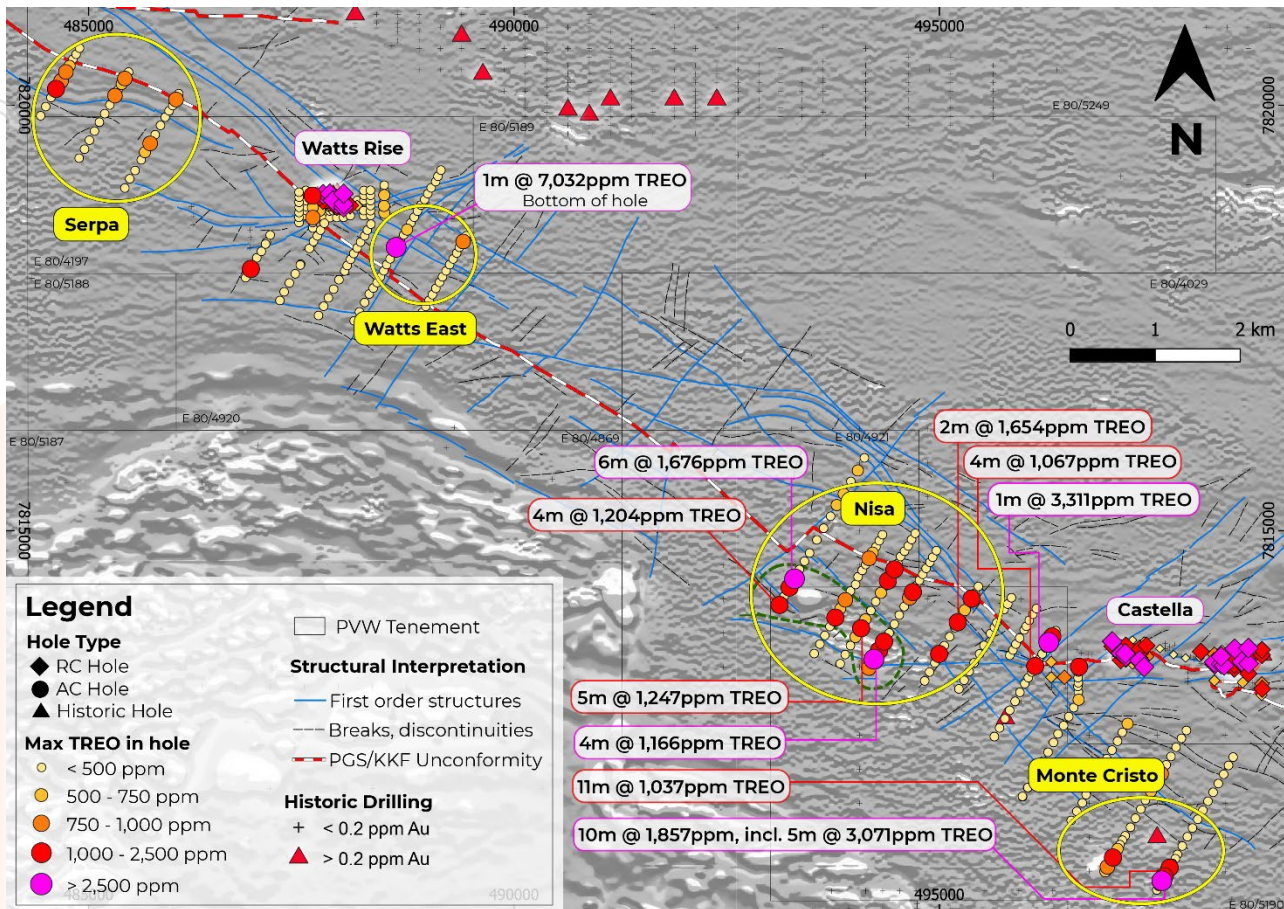 485000
490000
495000
7820000
7820000
E 80/5249
E 80/5189
N
Watts Rise
1m @ 7,032ppm TREO
Bottom of hole
Serpa
E 80/4197
E 80/5188
E 80/4029
Watts East
0 1 2 km
E 80/4920
E 80/5187
E 80/4869
E 80/4921
2m @ 1,654ppm TREO
6m @ 1,676ppm TREO
4m @ 1,067ppm TREO
1m @ 3,311ppm TREO
4m @ 1,204ppm TREO
Nisa
7815000
7815000
Castella
5m @ 1,247ppm TREO
4m @ 1,166ppm TREO
11m @ 1,037ppm TREO
Monte Cristo
10m @ 1,857ppm, incl. 5m @ 3,071ppm TREO
Legend
Hole Type
RC Hole
AC Hole
Historic Hole
Max TREO in hole
< 500 ppm
500 - 750 ppm
750 - 1,000 ppm
1,000 - 2,500 ppm
> 2,500 ppm
PVW Tenement
Structural Interpretation
First order structures
Breaks, discontinuities
PGS/KKF Unconformity
Historic Drilling
< 0.2 ppm Au
> 0.2 ppm Au
485000
490000
495000
E 80/5190